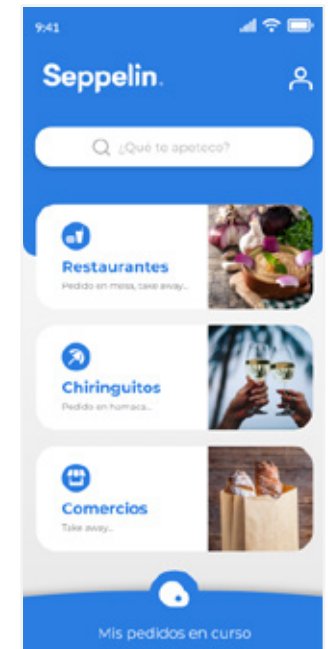 9:41
Seppelin.
¿Qué te apetece?
Restaurantes
Pedido en mesa, take away...
Chiringuitos
Pedido en hamaca...
Comercios
Take away...
Mis pedidos en curso